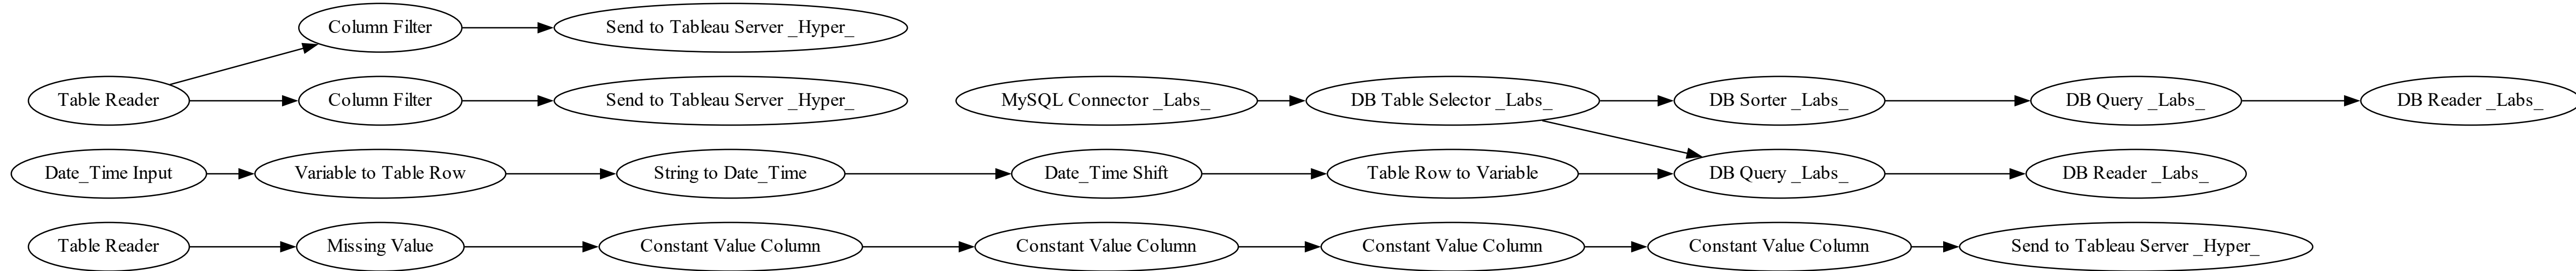 Column Filter
Send to Tableau Server _Hyper_
Table Reader
Column Filter
Send to Tableau Server _Hyper_
MySQL Connector _Labs_
DB Table Selector _Labs_
DB Sorter _Labs_
DB Query _Labs_
DB Reader _Labs_
Date_Time Input
Variable to Table Row
String to Date_Time
Date_Time Shift
Table Row to Variable
DB Query _Labs_
DB Reader _Labs_
Table Reader
Missing Value
Constant Value Column
Constant Value Column
Constant Value Column
Constant Value Column
Send to Tableau Server _Hyper_